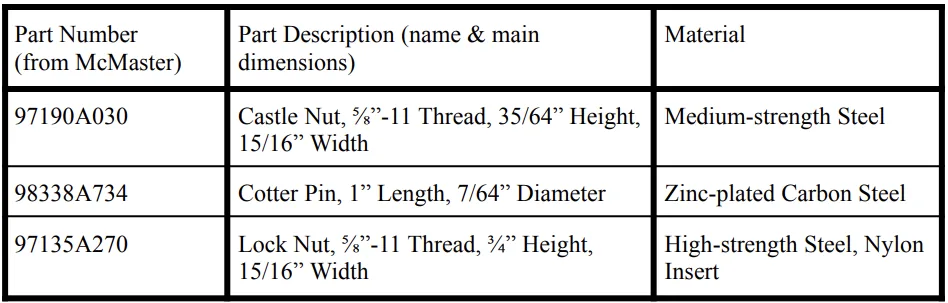 Part Number
(from McMaster)
Part Description (name & main
dimensions)
Material
97190A030
Castle Nut, ⅝”-11 Thread, 35/64” Height,
15/16” Width
Medium-strength Steel
98338A734
Cotter Pin, 1” Length, 7/64” Diameter
Zinc-plated Carbon Steel
97135A270
Lock Nut, ⅝”-11 Thread, ¾” Height,
15/16” Width
High-strength Steel, Nylon
Insert